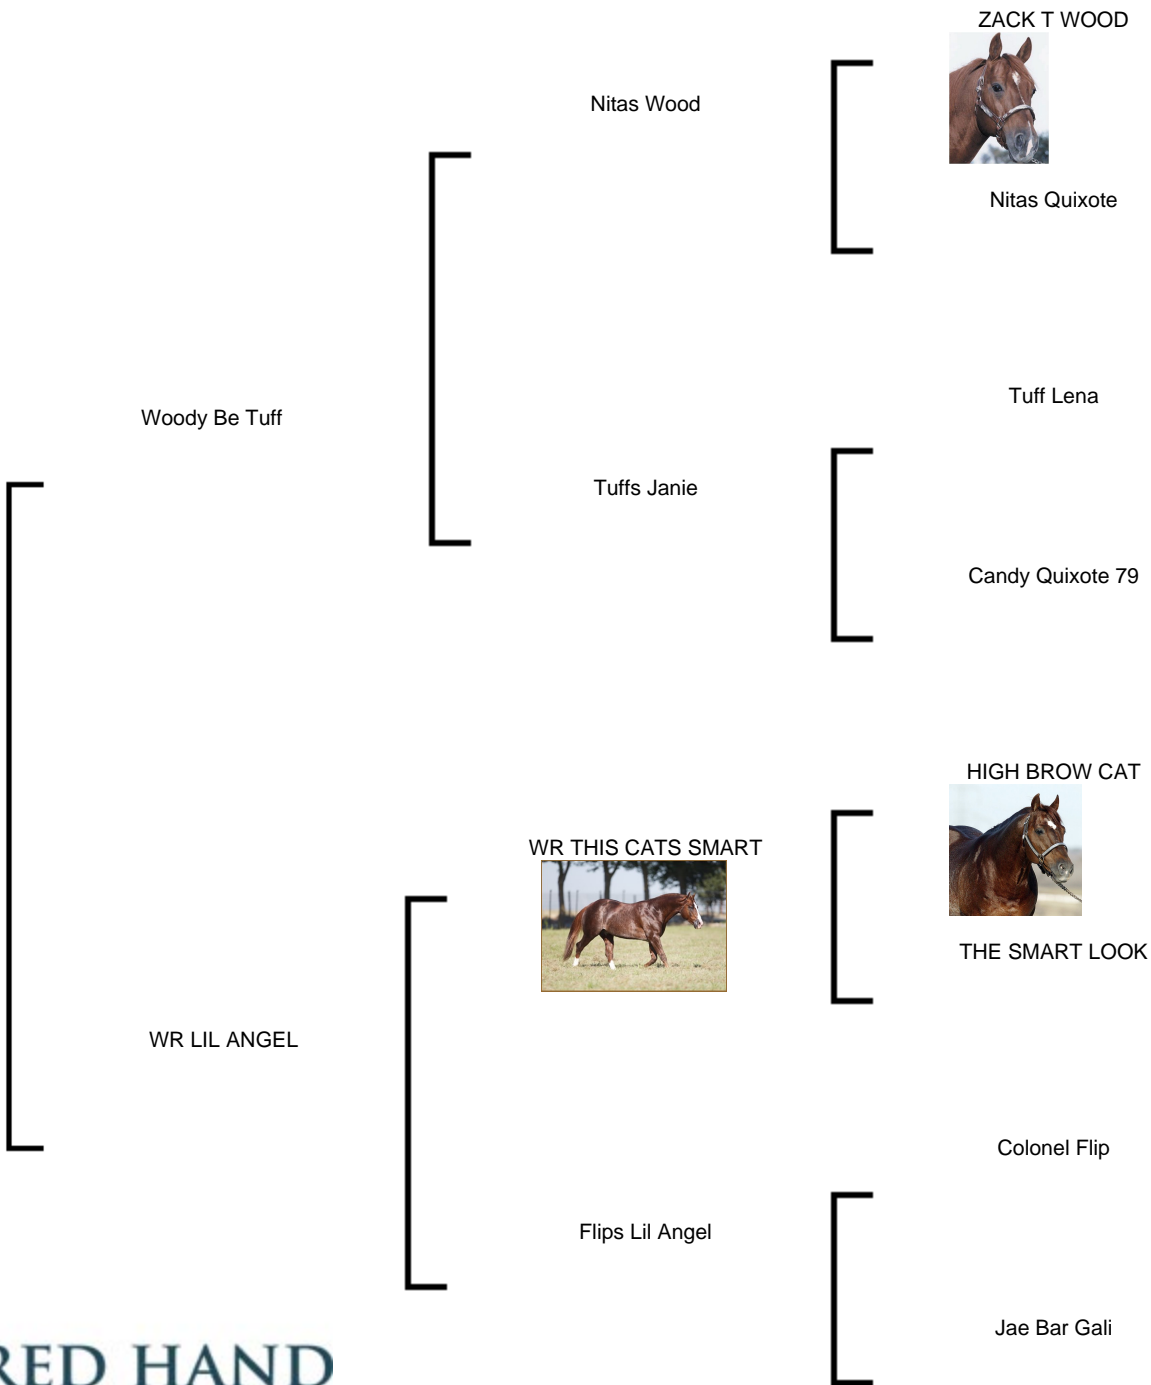 ZACK T WOOD
Nitas Wood
Nitas Quixote
Woody Be Tuff
Tuff Lena
Tuffs Janie
Candy Quixote 79
HIGH BROW CAT
WR THIS CATS SMART
THE SMART LOOK
WR LIL ANGEL
Colonel Flip
Flips Lil Angel
Jae Bar Gali
RED HAND